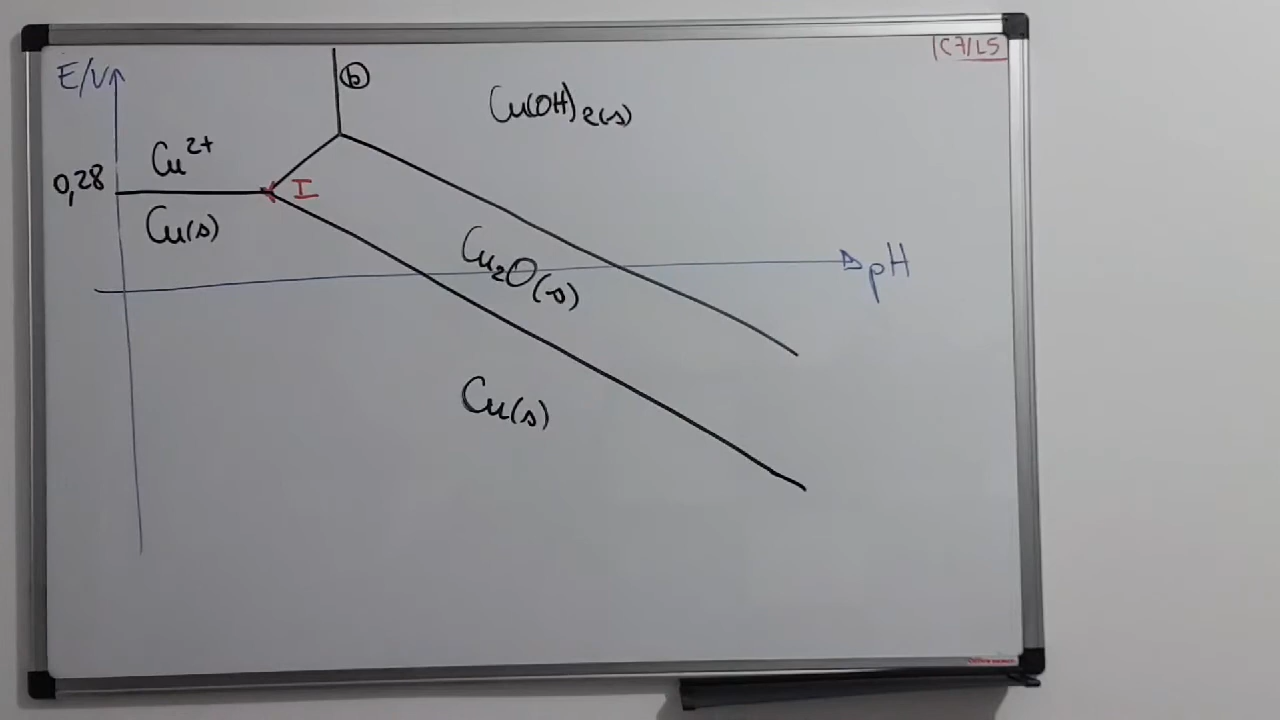 IC7/L5
E/V
b
Cu(OH)2(s)
Cu2+
0,28
I
Cu(s)
Cu2O(s)
pH
Cu(s)